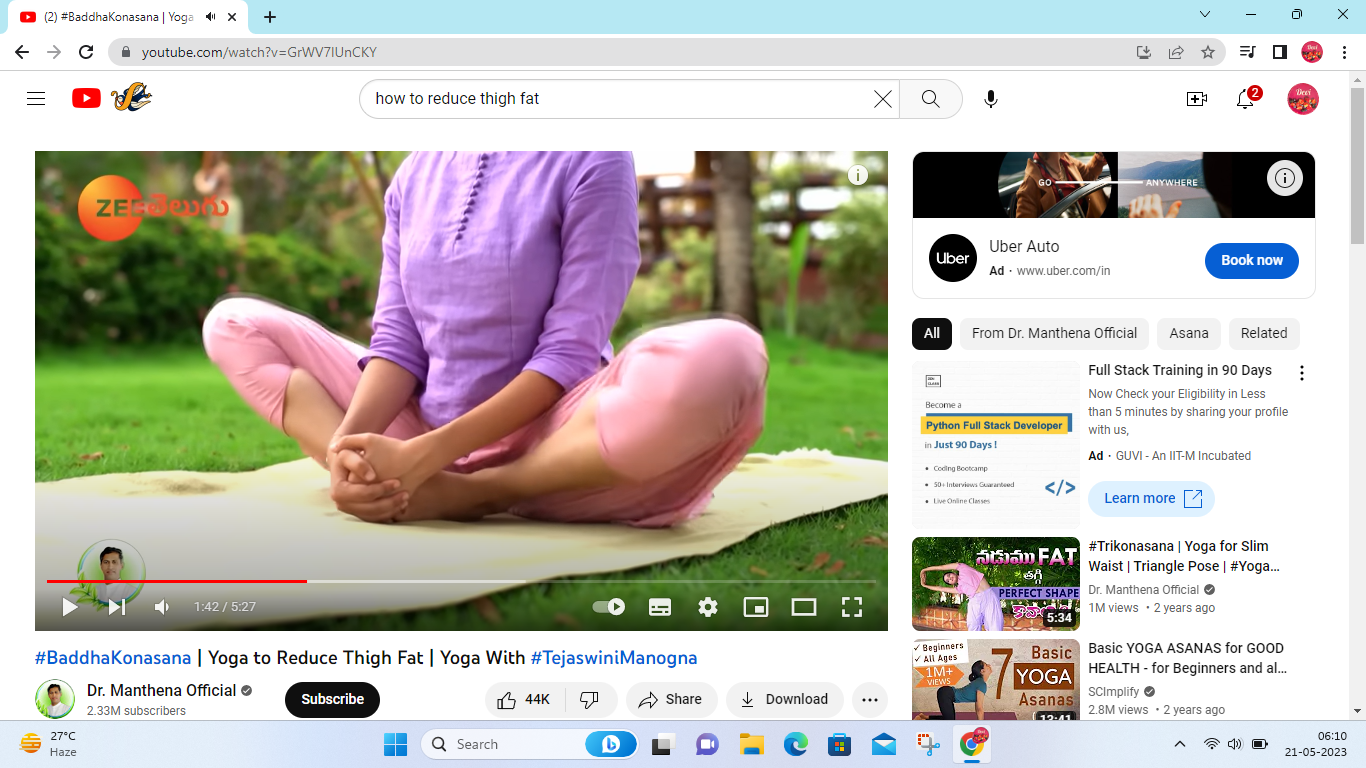 (2) #BaddhaKonasana | Yoga
youtube.com/watch?v=GrWV7IUnCKY
how to reduce thigh fat
2
Devi
ZEE తెలుగు
1:42 / 5:27
#BaddhaKonasana | Yoga to Reduce Thigh Fat | Yoga With #TejaswiniManogna
Dr. Manthena Official
2.33M subscribers
Subscribe
44K
Share
Download
GO ANYWHERE
Uber
Uber Auto
Ad · www.uber.com/in
Book now
All From Dr. Manthena Official Asana Related
ZEN CLASS
Become a
Python Full Stack Developer
in Just 90 Days !
• Coding Bootcamp
• 50+ Interviews Guaranteed
• Live Online Classes
</>
Full Stack Training in 90 Days
Now Check your Eligibility in Less
than 5 minutes by sharing your profile
with us,
Ad · GUVI - An IIT-M Incubated
Learn more
నడుము FAT
తగ్గి
PERFECT SHAPE
5:34
#Trikonasana | Yoga for Slim
Waist | Triangle Pose | #Yoga...
Dr. Manthena Official
1M views • 2 years ago
✓ Beginners
✓ All Ages
1M+
VIEWS
7 Basic
YOGA
Asanas
13:41
Basic YOGA ASANAS for GOOD
HEALTH - for Beginners and al...
SCImplify
2.8M views • 2 years ago
27°C
Haze
Search
06:10
21-05-2023